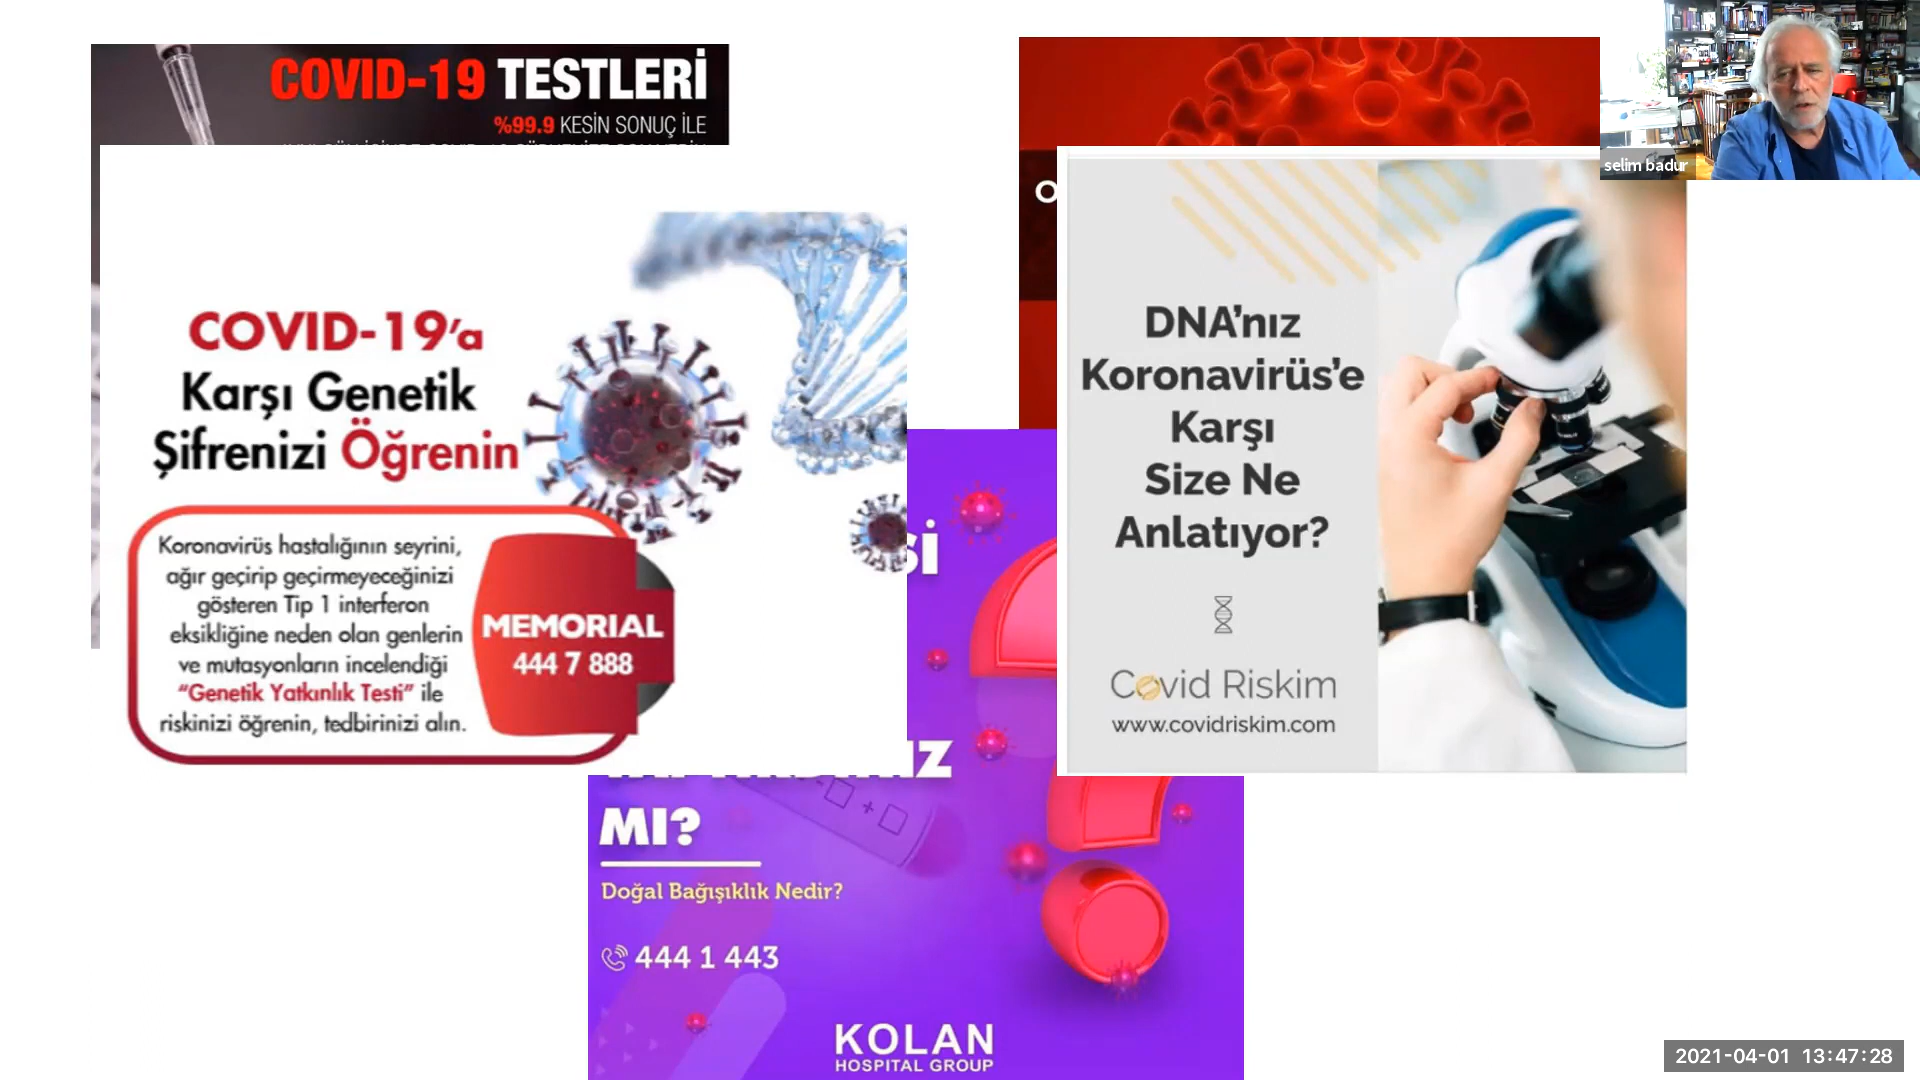 COVID-19 TESTLERİ
%99.9 KESİN SONUÇ İLE
COVID-19’a
Karşı Genetik
Şifrenizi Öğrenin
Koronavirüs hastalığının seyrini,
ağır geçirip geçirmeyeceğinizi
gösteren Tip 1 interferon
eksikliğine neden olan genlerin
ve mutasyonların incelendiği
“Genetik Yatkınlık Testi” ile
riskinizi öğrenin, tedbirinizi alın.
MEMORIAL
444 7 888
MI?
Doğal Bağışıklık Nedir?
444 1 443
KOLAN
HOSPITAL GROUP
DNA’nız
Koronavirüs’e
Karşı
Size Ne
Anlatıyor?
Covid Riskim
www.covidriskim.com
selim badur
2021-04-01 13:47:28